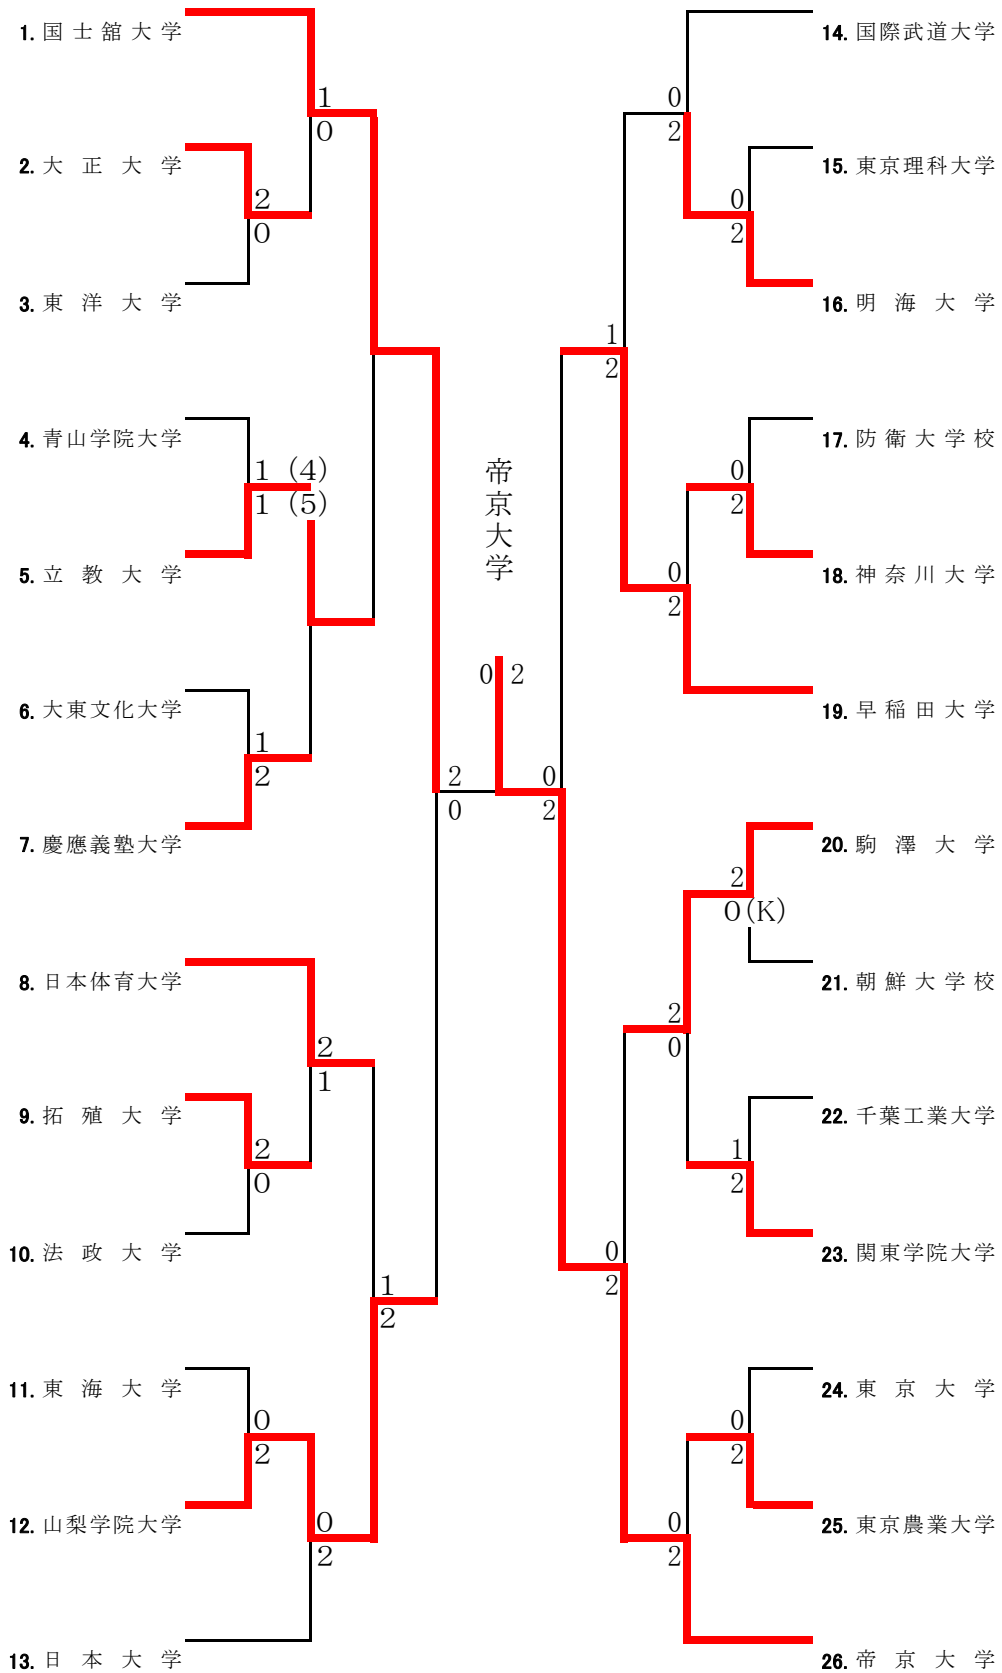 1. 国士舘大学
1
0
2. 大正大学
2
0
3. 東洋大学
4. 青山学院大学
1 (4)
1 (5)
5. 立教大学
6. 大東文化大学
1
2
7. 慶應義塾大学
8. 日本体育大学
2
1
9. 拓殖大学
2
0
10. 法政大学
1
2
11. 東海大学
0
2
12. 山梨学院大学
0
2
13. 日本大学
帝京大学
0 2
2
0
0
2
14. 国際武道大学
0
2
15. 東京理科大学
0
2
16. 明海大学
1
2
17. 防衛大学校
0
2
18. 神奈川大学
0
2
19. 早稲田大学
20. 駒澤大学
2
0(K)
21. 朝鮮大学校
2
0
22. 千葉工業大学
1
2
23. 関東学院大学
0
2
24. 東京大学
0
2
25. 東京農業大学
0
2
26. 帝京大学